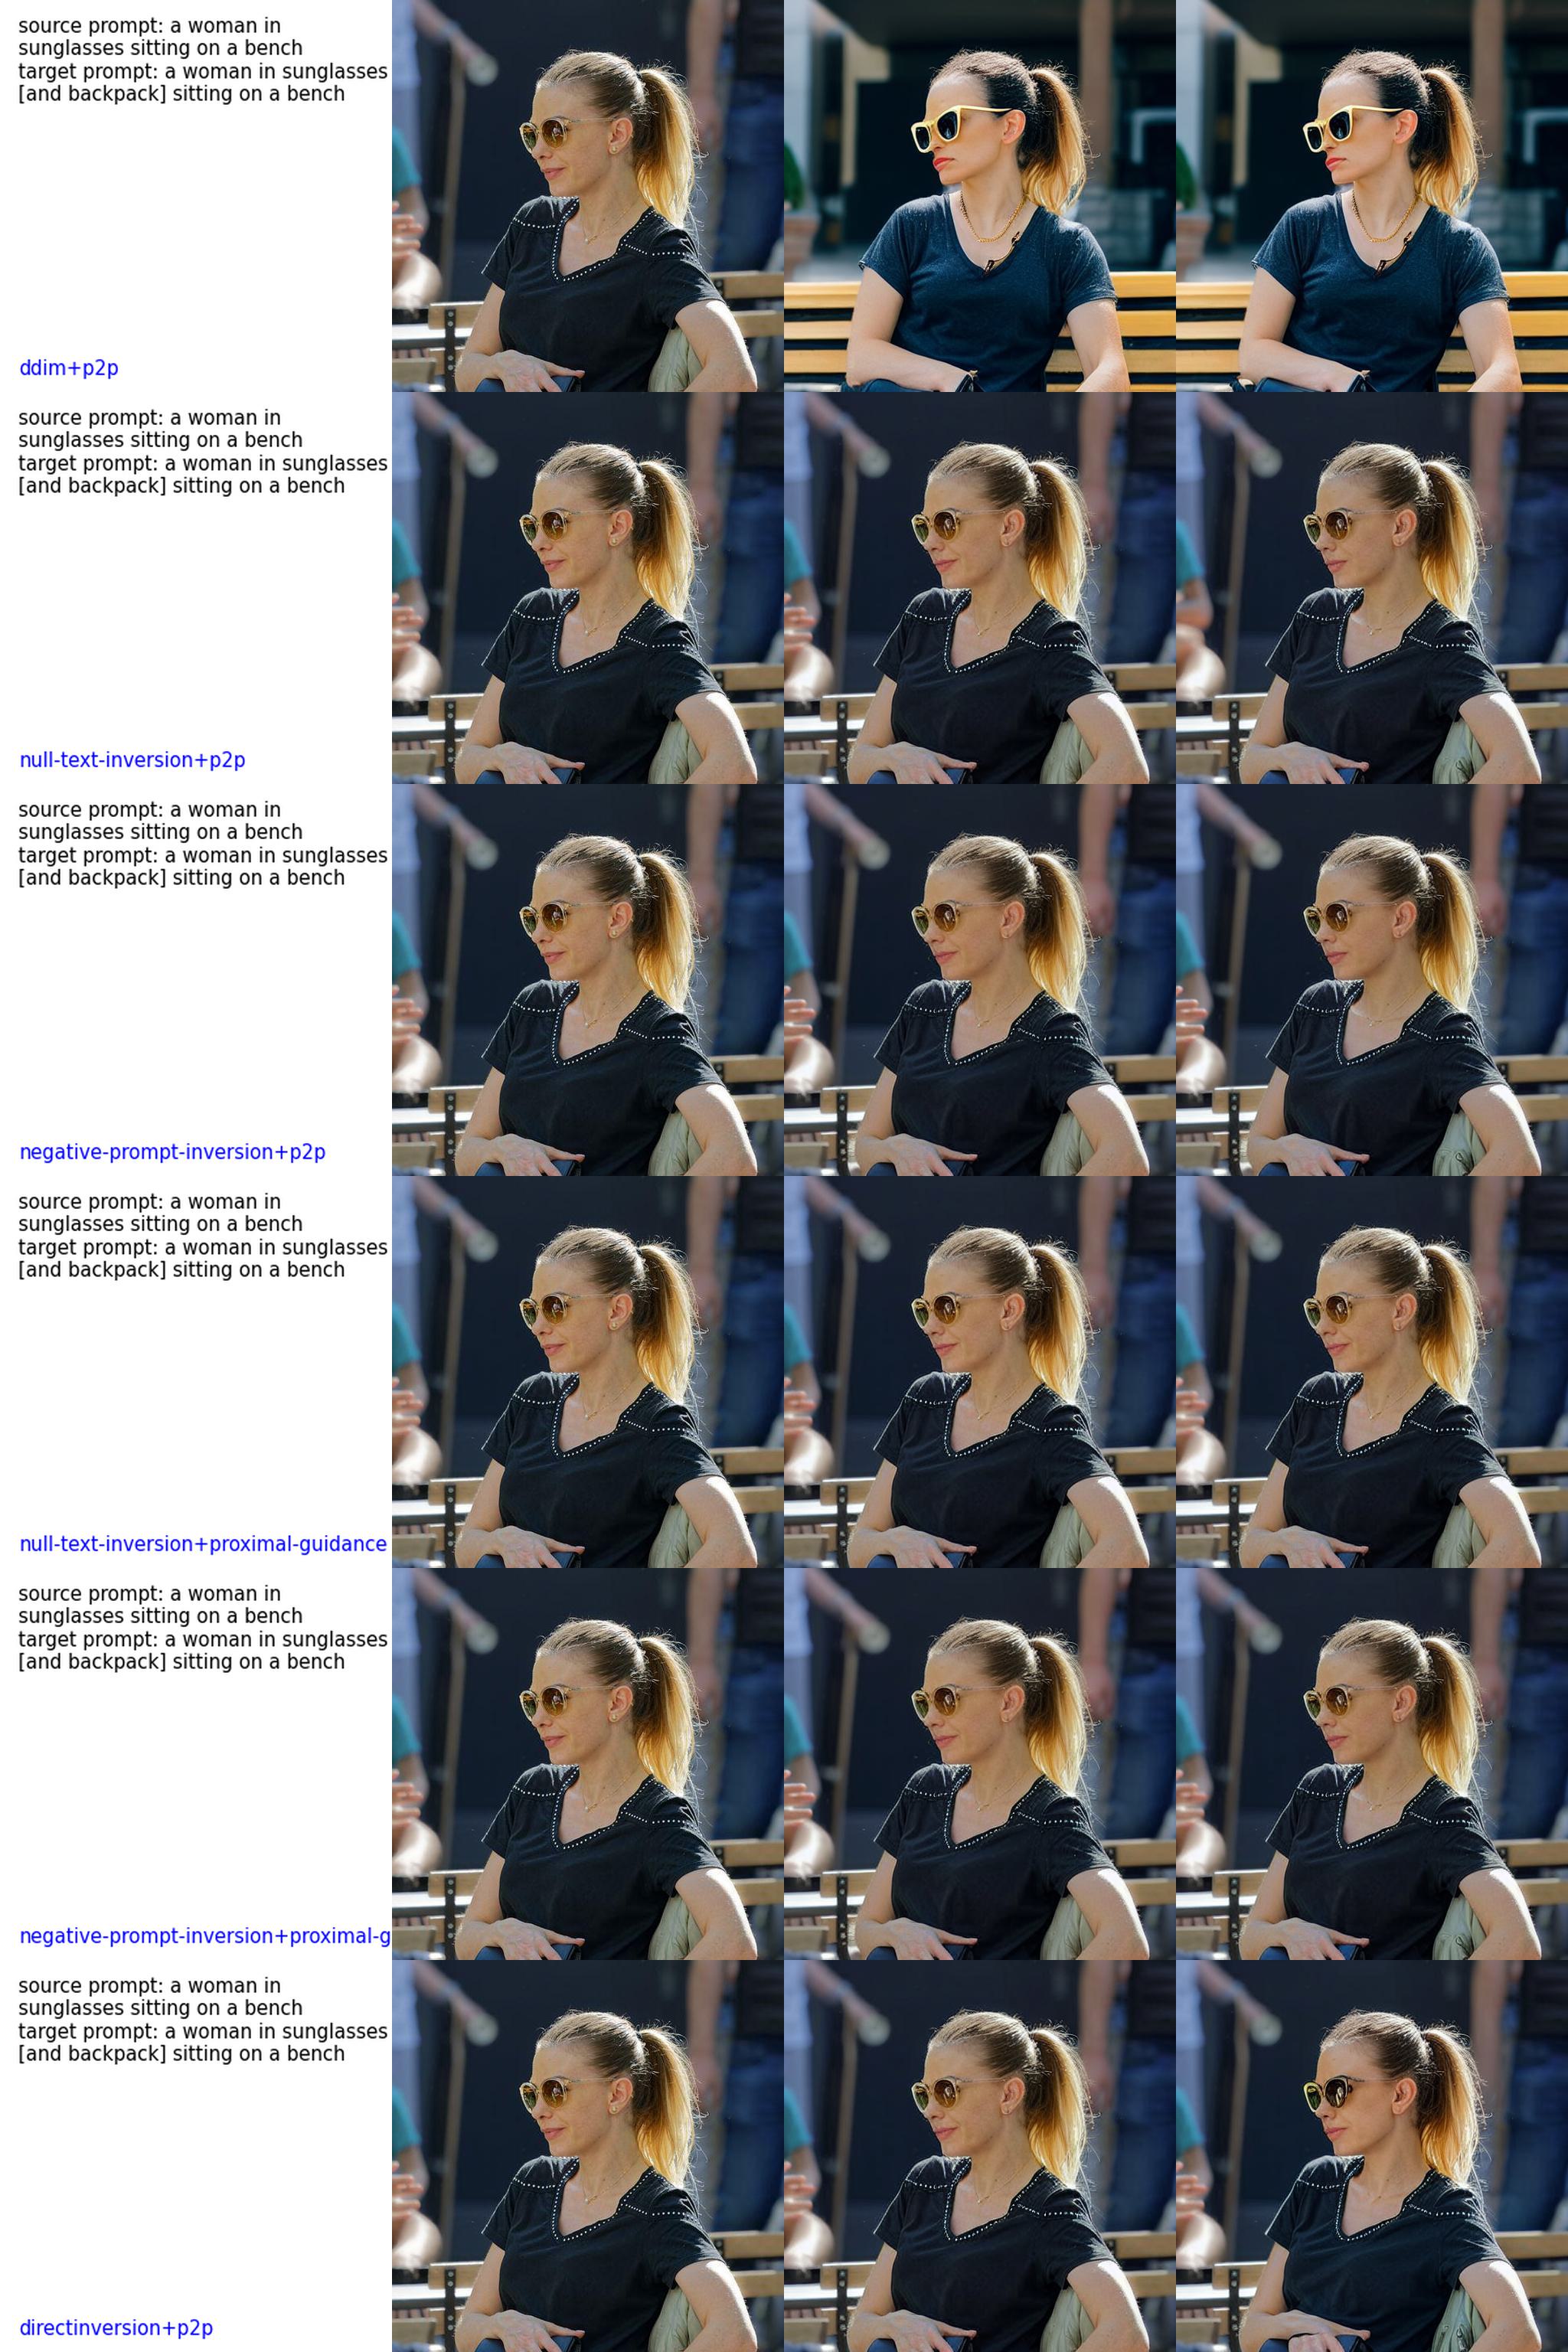 source prompt: a woman in
sunglasses sitting on a bench
target prompt: a woman in sunglasses
[and backpack] sitting on a bench
ddim+p2p
source prompt: a woman in
sunglasses sitting on a bench
target prompt: a woman in sunglasses
[and backpack] sitting on a bench
null-text-inversion+p2p
source prompt: a woman in
sunglasses sitting on a bench
target prompt: a woman in sunglasses
[and backpack] sitting on a bench
negative-prompt-inversion+p2p
source prompt: a woman in
sunglasses sitting on a bench
target prompt: a woman in sunglasses
[and backpack] sitting on a bench
null-text-inversion+proximal-guidance
source prompt: a woman in
sunglasses sitting on a bench
target prompt: a woman in sunglasses
[and backpack] sitting on a bench
negative-prompt-inversion+proximal-g
source prompt: a woman in
sunglasses sitting on a bench
target prompt: a woman in sunglasses
[and backpack] sitting on a bench
directinversion+p2p